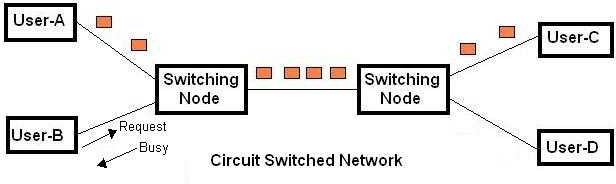 User-A
User-C
Switching
Node
Switching
Node
User-B
Request
Busy
User-D
Circuit Switched Network